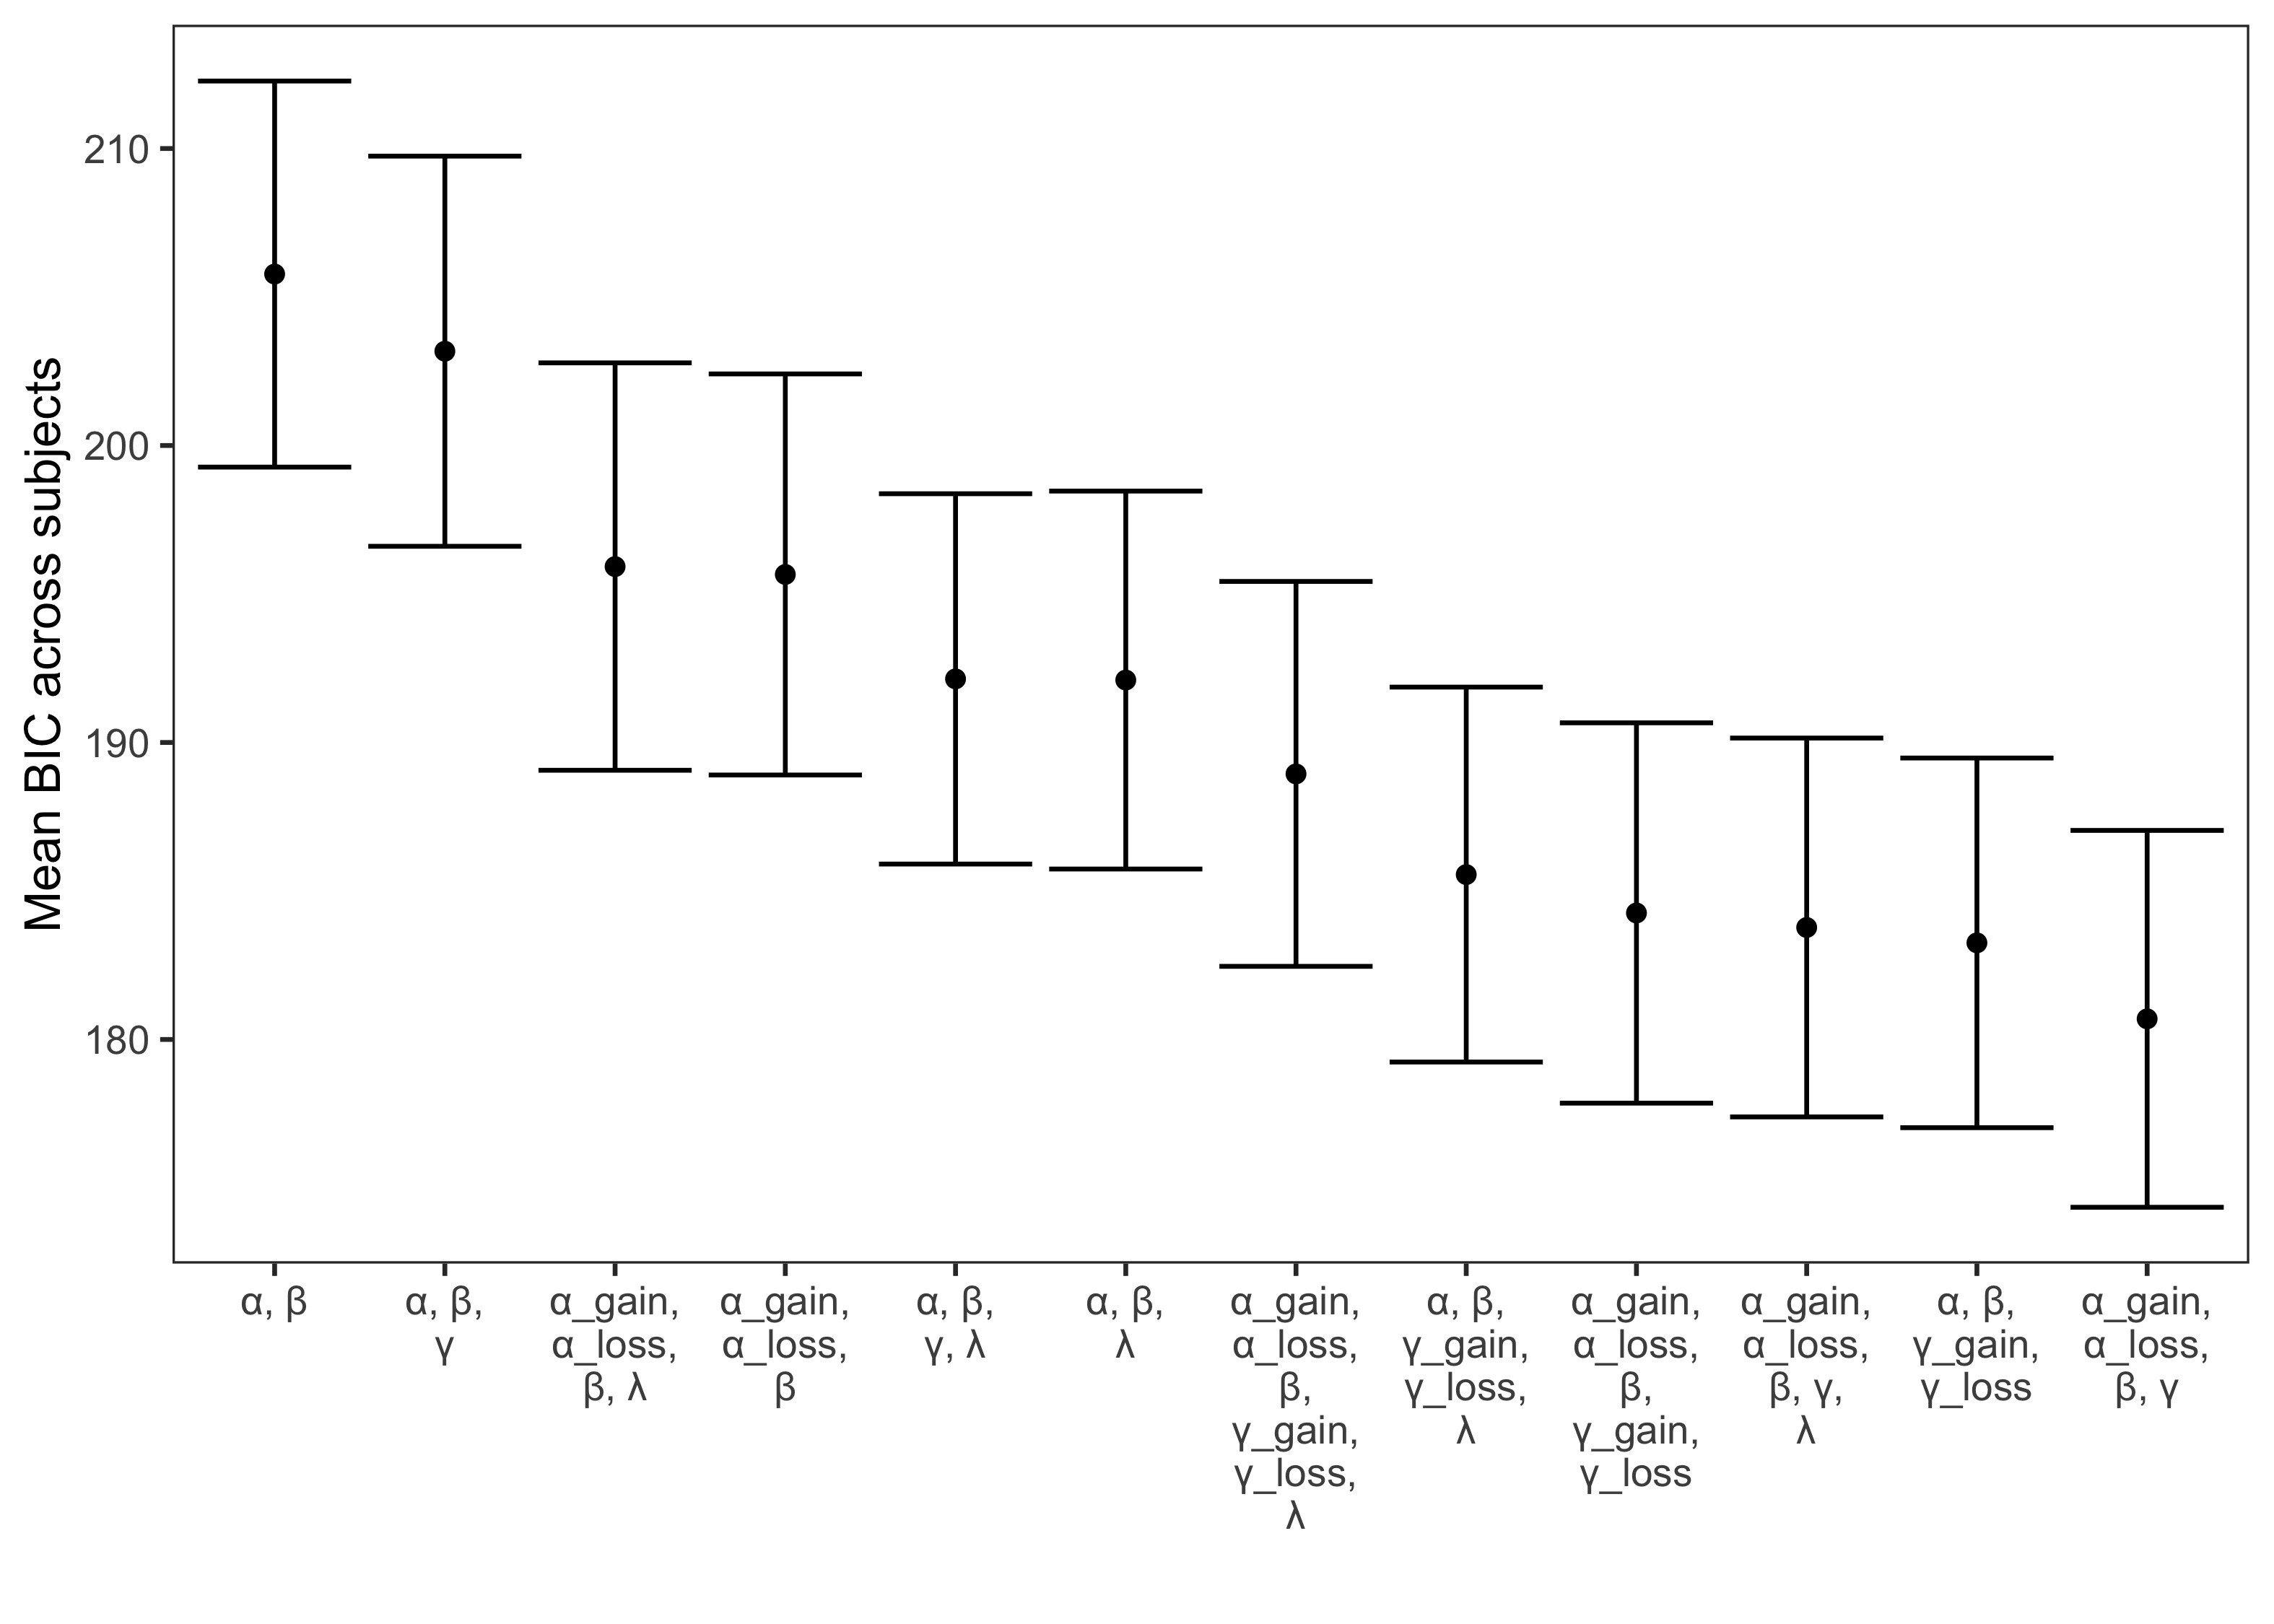 Mean BIC across subjects
210
200
190
180
α, β
α, β,
γ
α_gain,
α_loss,
β, λ
α_gain,
α_loss,
β
α, β,
γ, λ
α, β,
λ
α_gain,
α_loss,
β,
γ_gain,
γ_loss,
λ
α, β,
γ_gain,
γ_loss,
λ
α_gain,
α_loss,
β,
γ_gain,
γ_loss
α_gain,
α_loss,
β, γ,
λ
α, β,
γ_gain,
γ_loss
α_gain,
α_loss,
β, γ